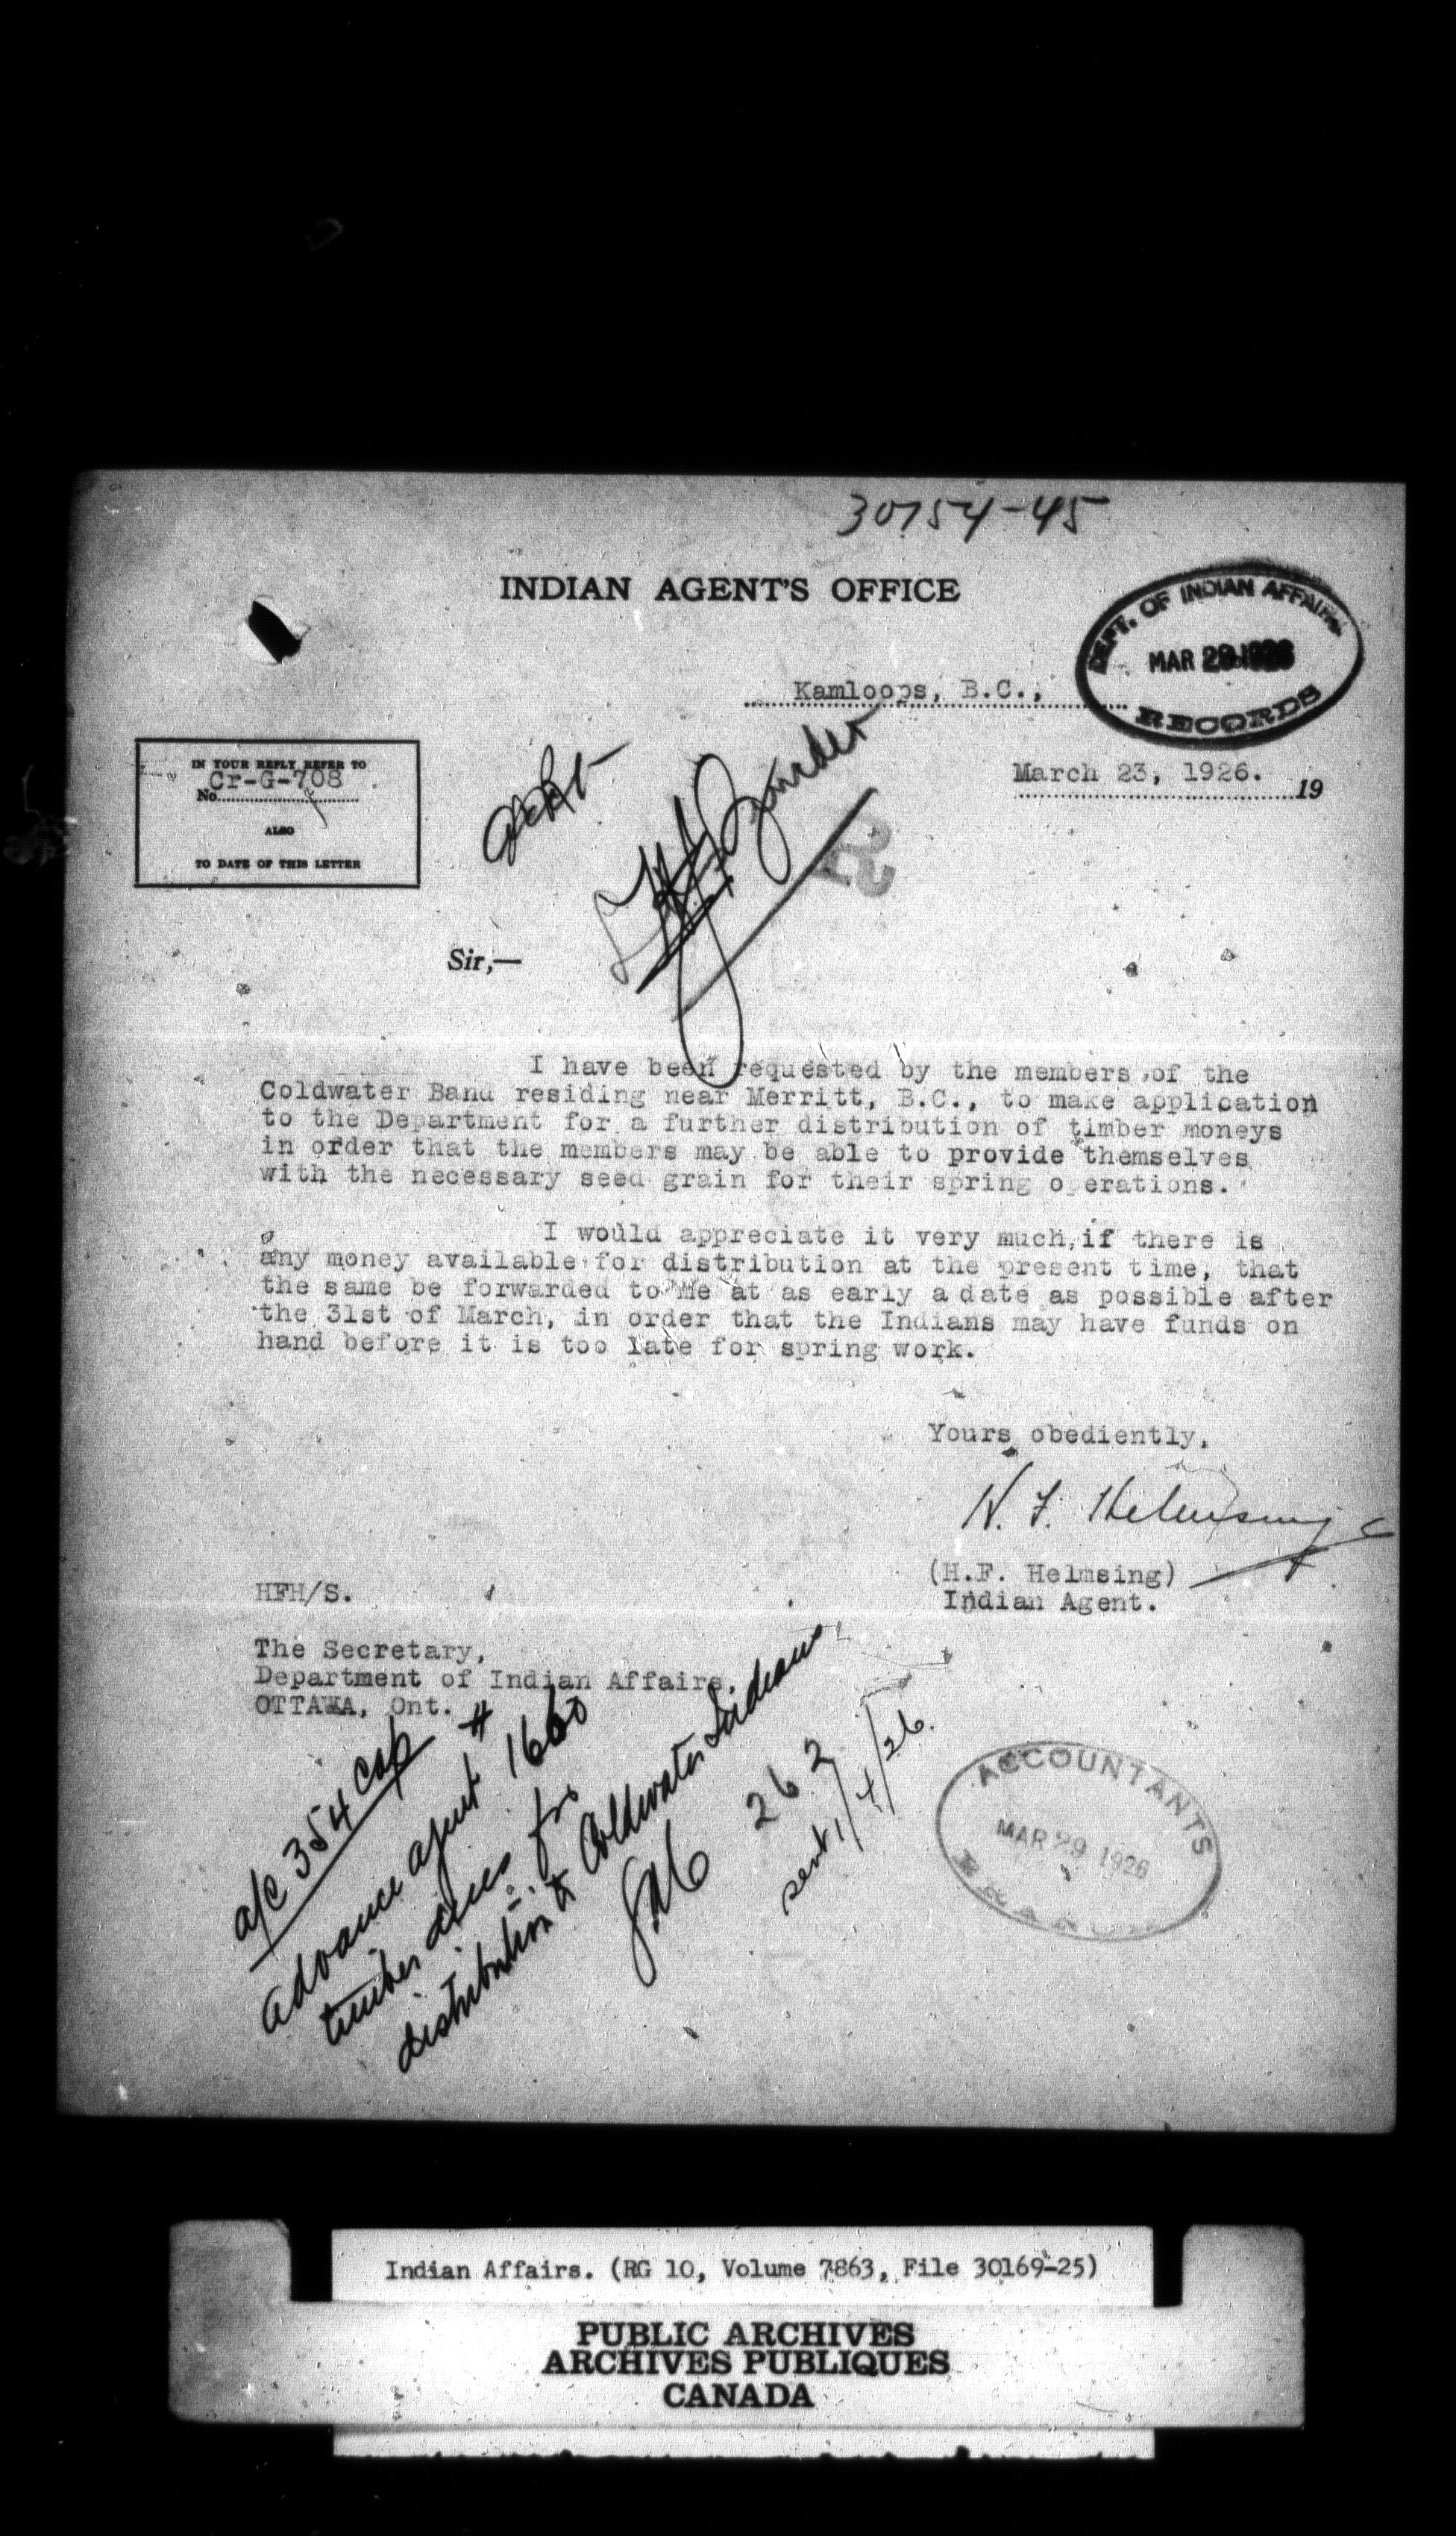 30154-45
INDIAN AGENT'S OFFICE
DEPT. OF INDIAN AFFAIRS
MAR 29 1926
RECORDS
Kamloops, B.C.,
March 23, 1926. 19
IN YOUR REPLY REFER TO
No. Cr-G-708
ALSO
TO DATE OF THIS LETTER
R
Sir,—
I have been requested by the members of the
Coldwater Band residing near Merritt, B.C., to make application
to the Department for a further distribution of timber moneys
in order that the members may be able to provide themselves
with the necessary seed grain for their spring operations.
I would appreciate it very much, if there is
any money available for distribution at the present time, that
the same be forwarded to me at as early a date as possible after
the 31st of March, in order that the Indians may have funds on
hand before it is too late for spring work.
Yours obediently,
H. F. Helmsing
(H.F. Helmsing)
Indian Agent.
HFH/S.
The Secretary,
Department of Indian Affairs,
OTTAWA, Ont.
a/c 354 Cap
advance agent # 1660
timber dues for
distribution to Coldwater Indians
262
sent 1/4/26.
ACCOUNTANTS
MAR 29 1926
BRANCH
Indian Affairs. (RG 10, Volume 7863, File 30169-25)
PUBLIC ARCHIVES
ARCHIVES PUBLIQUES
CANADA